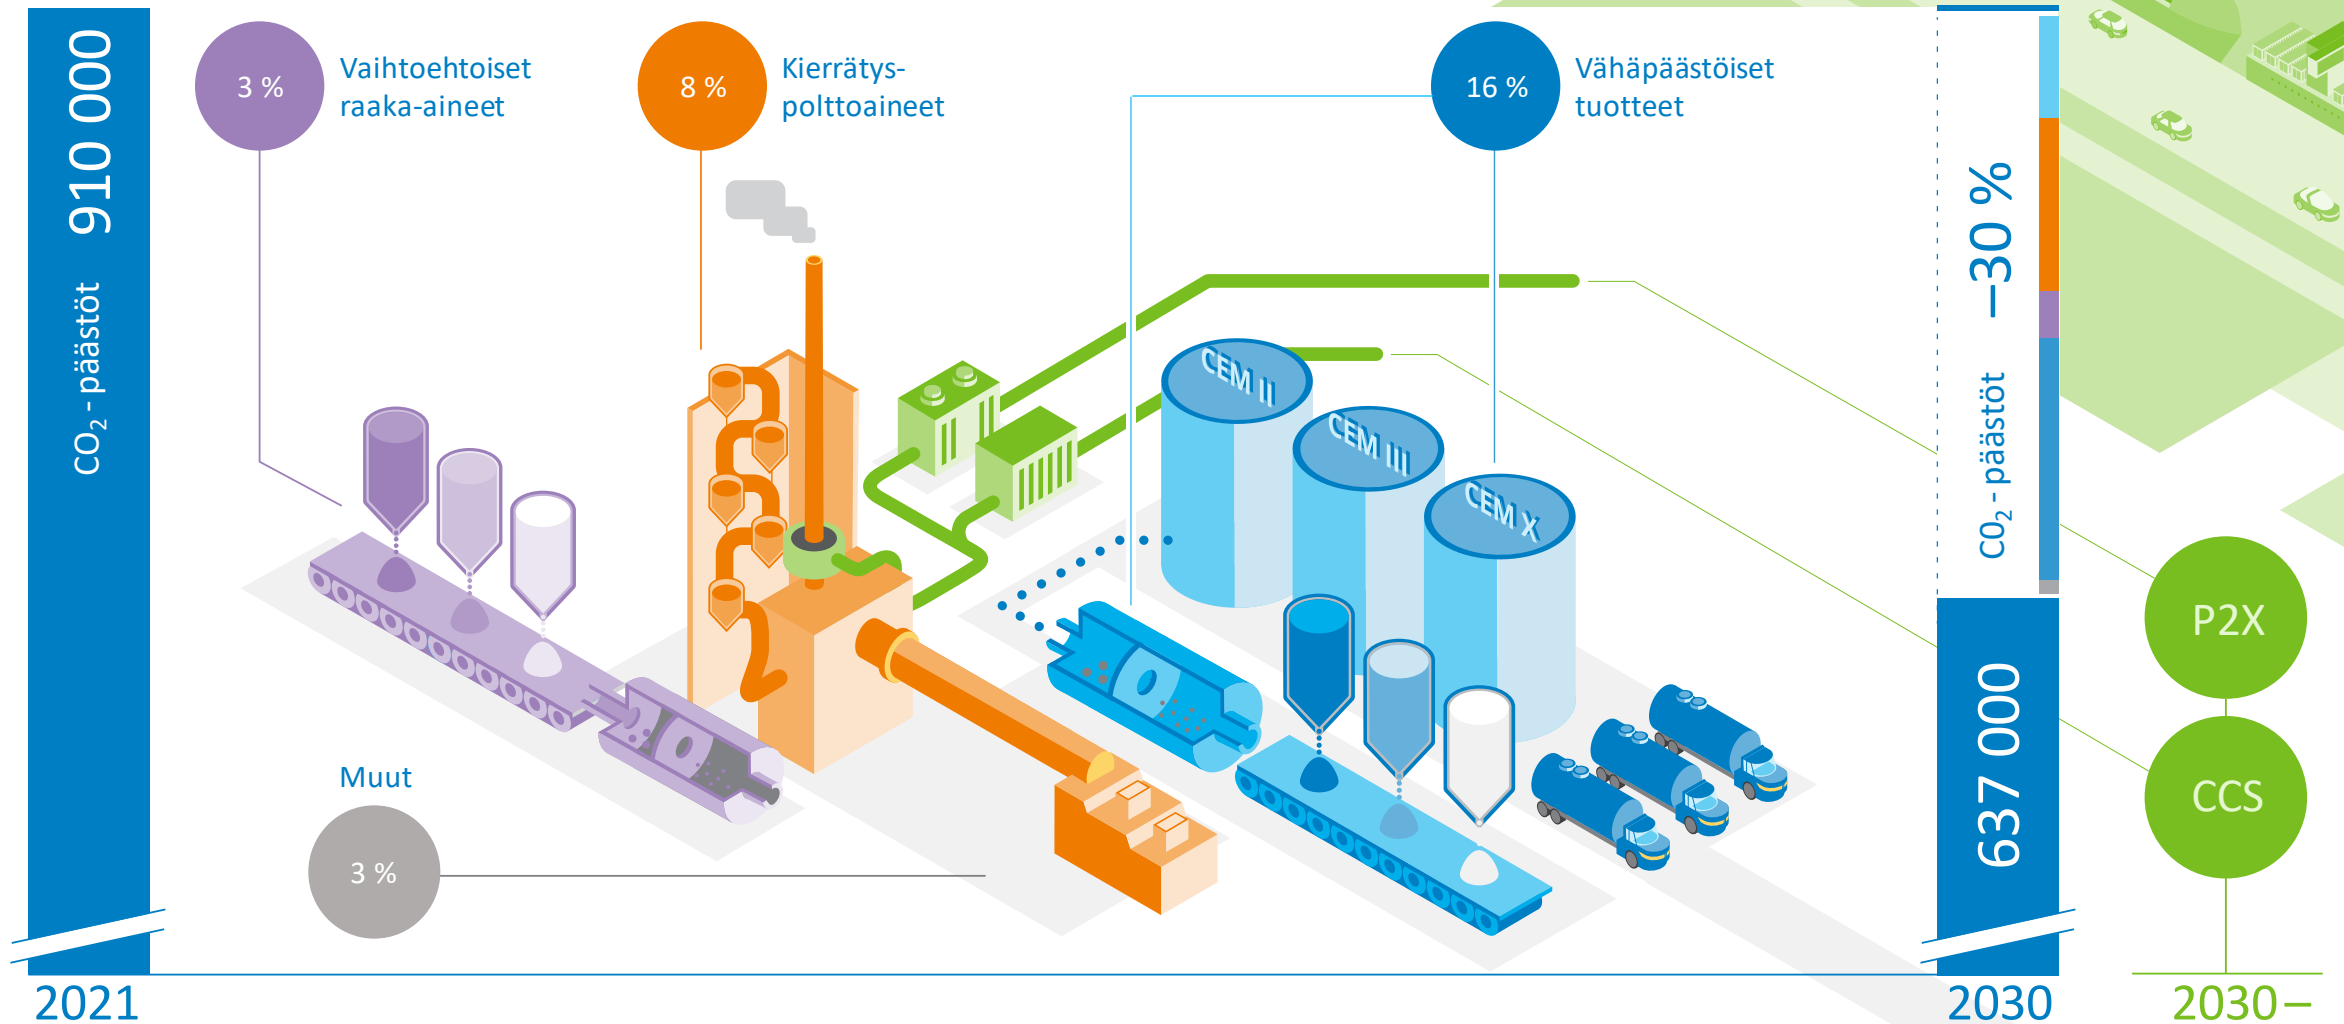 910 000
CO₂ - päästöt
2021
3 %
Vaihtoehtoiset
raaka-aineet
8 %
Kierrätys-
polttoaineet
16 %
Vähäpäästöiset
tuotteet
CEM II
CEM III
CEM X
Muut
3 %
–30 %
CO₂ - päästöt
637 000
2030
P2X
CCS
2030–